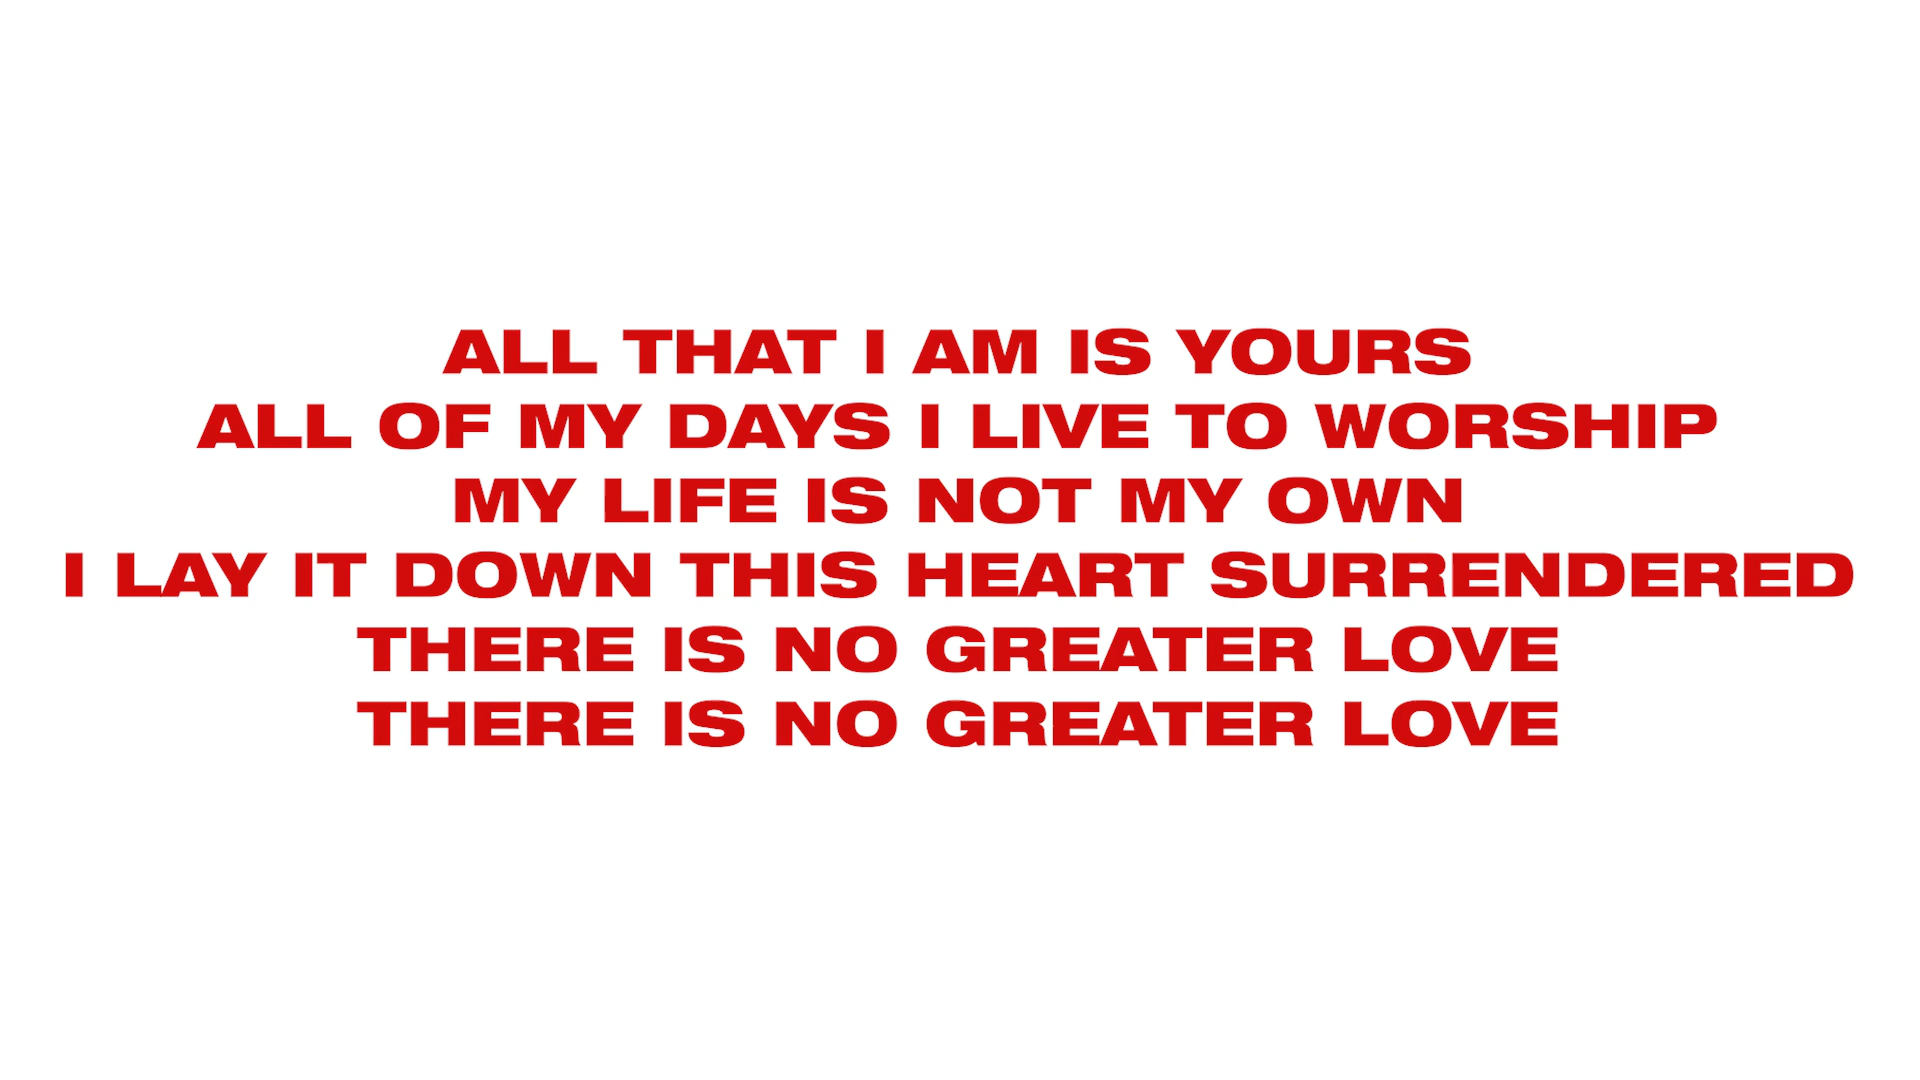 ALL THAT I AM IS YOURS
ALL OF MY DAYS I LIVE TO WORSHIP
MY LIFE IS NOT MY OWN
I LAY IT DOWN THIS HEART SURRENDERED
THERE IS NO GREATER LOVE
THERE IS NO GREATER LOVE